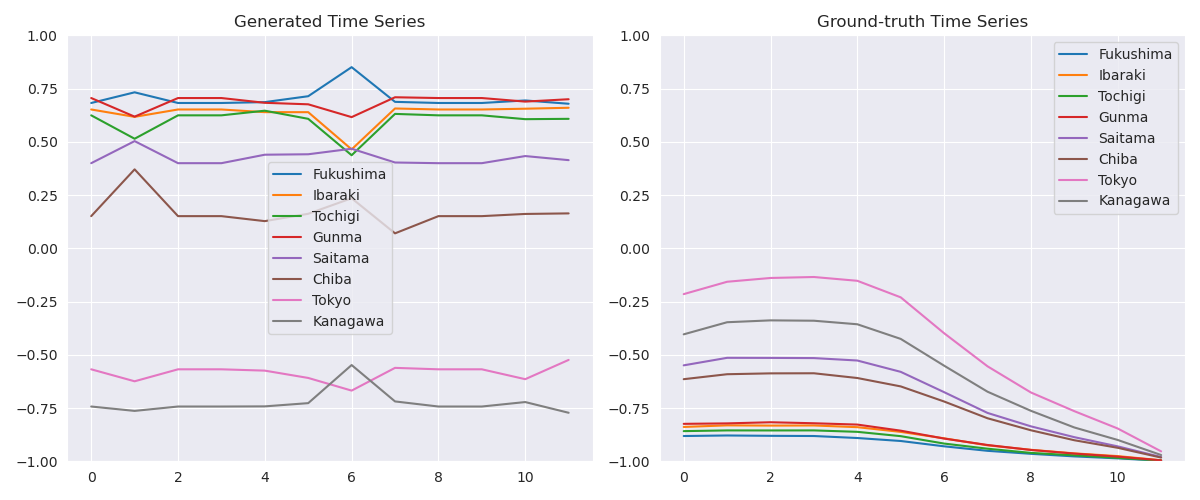 Generated Time Series
1.00
0.75
0.50
0.25
0.00
−0.25
−0.50
−0.75
−1.00
0 2 4 6 8 10
Fukushima
Ibaraki
Tochigi
Gunma
Saitama
Chiba
Tokyo
Kanagawa
Ground-truth Time Series
1.00
0.75
0.50
0.25
0.00
−0.25
−0.50
−0.75
−1.00
0 2 4 6 8 10
Fukushima
Ibaraki
Tochigi
Gunma
Saitama
Chiba
Tokyo
Kanagawa